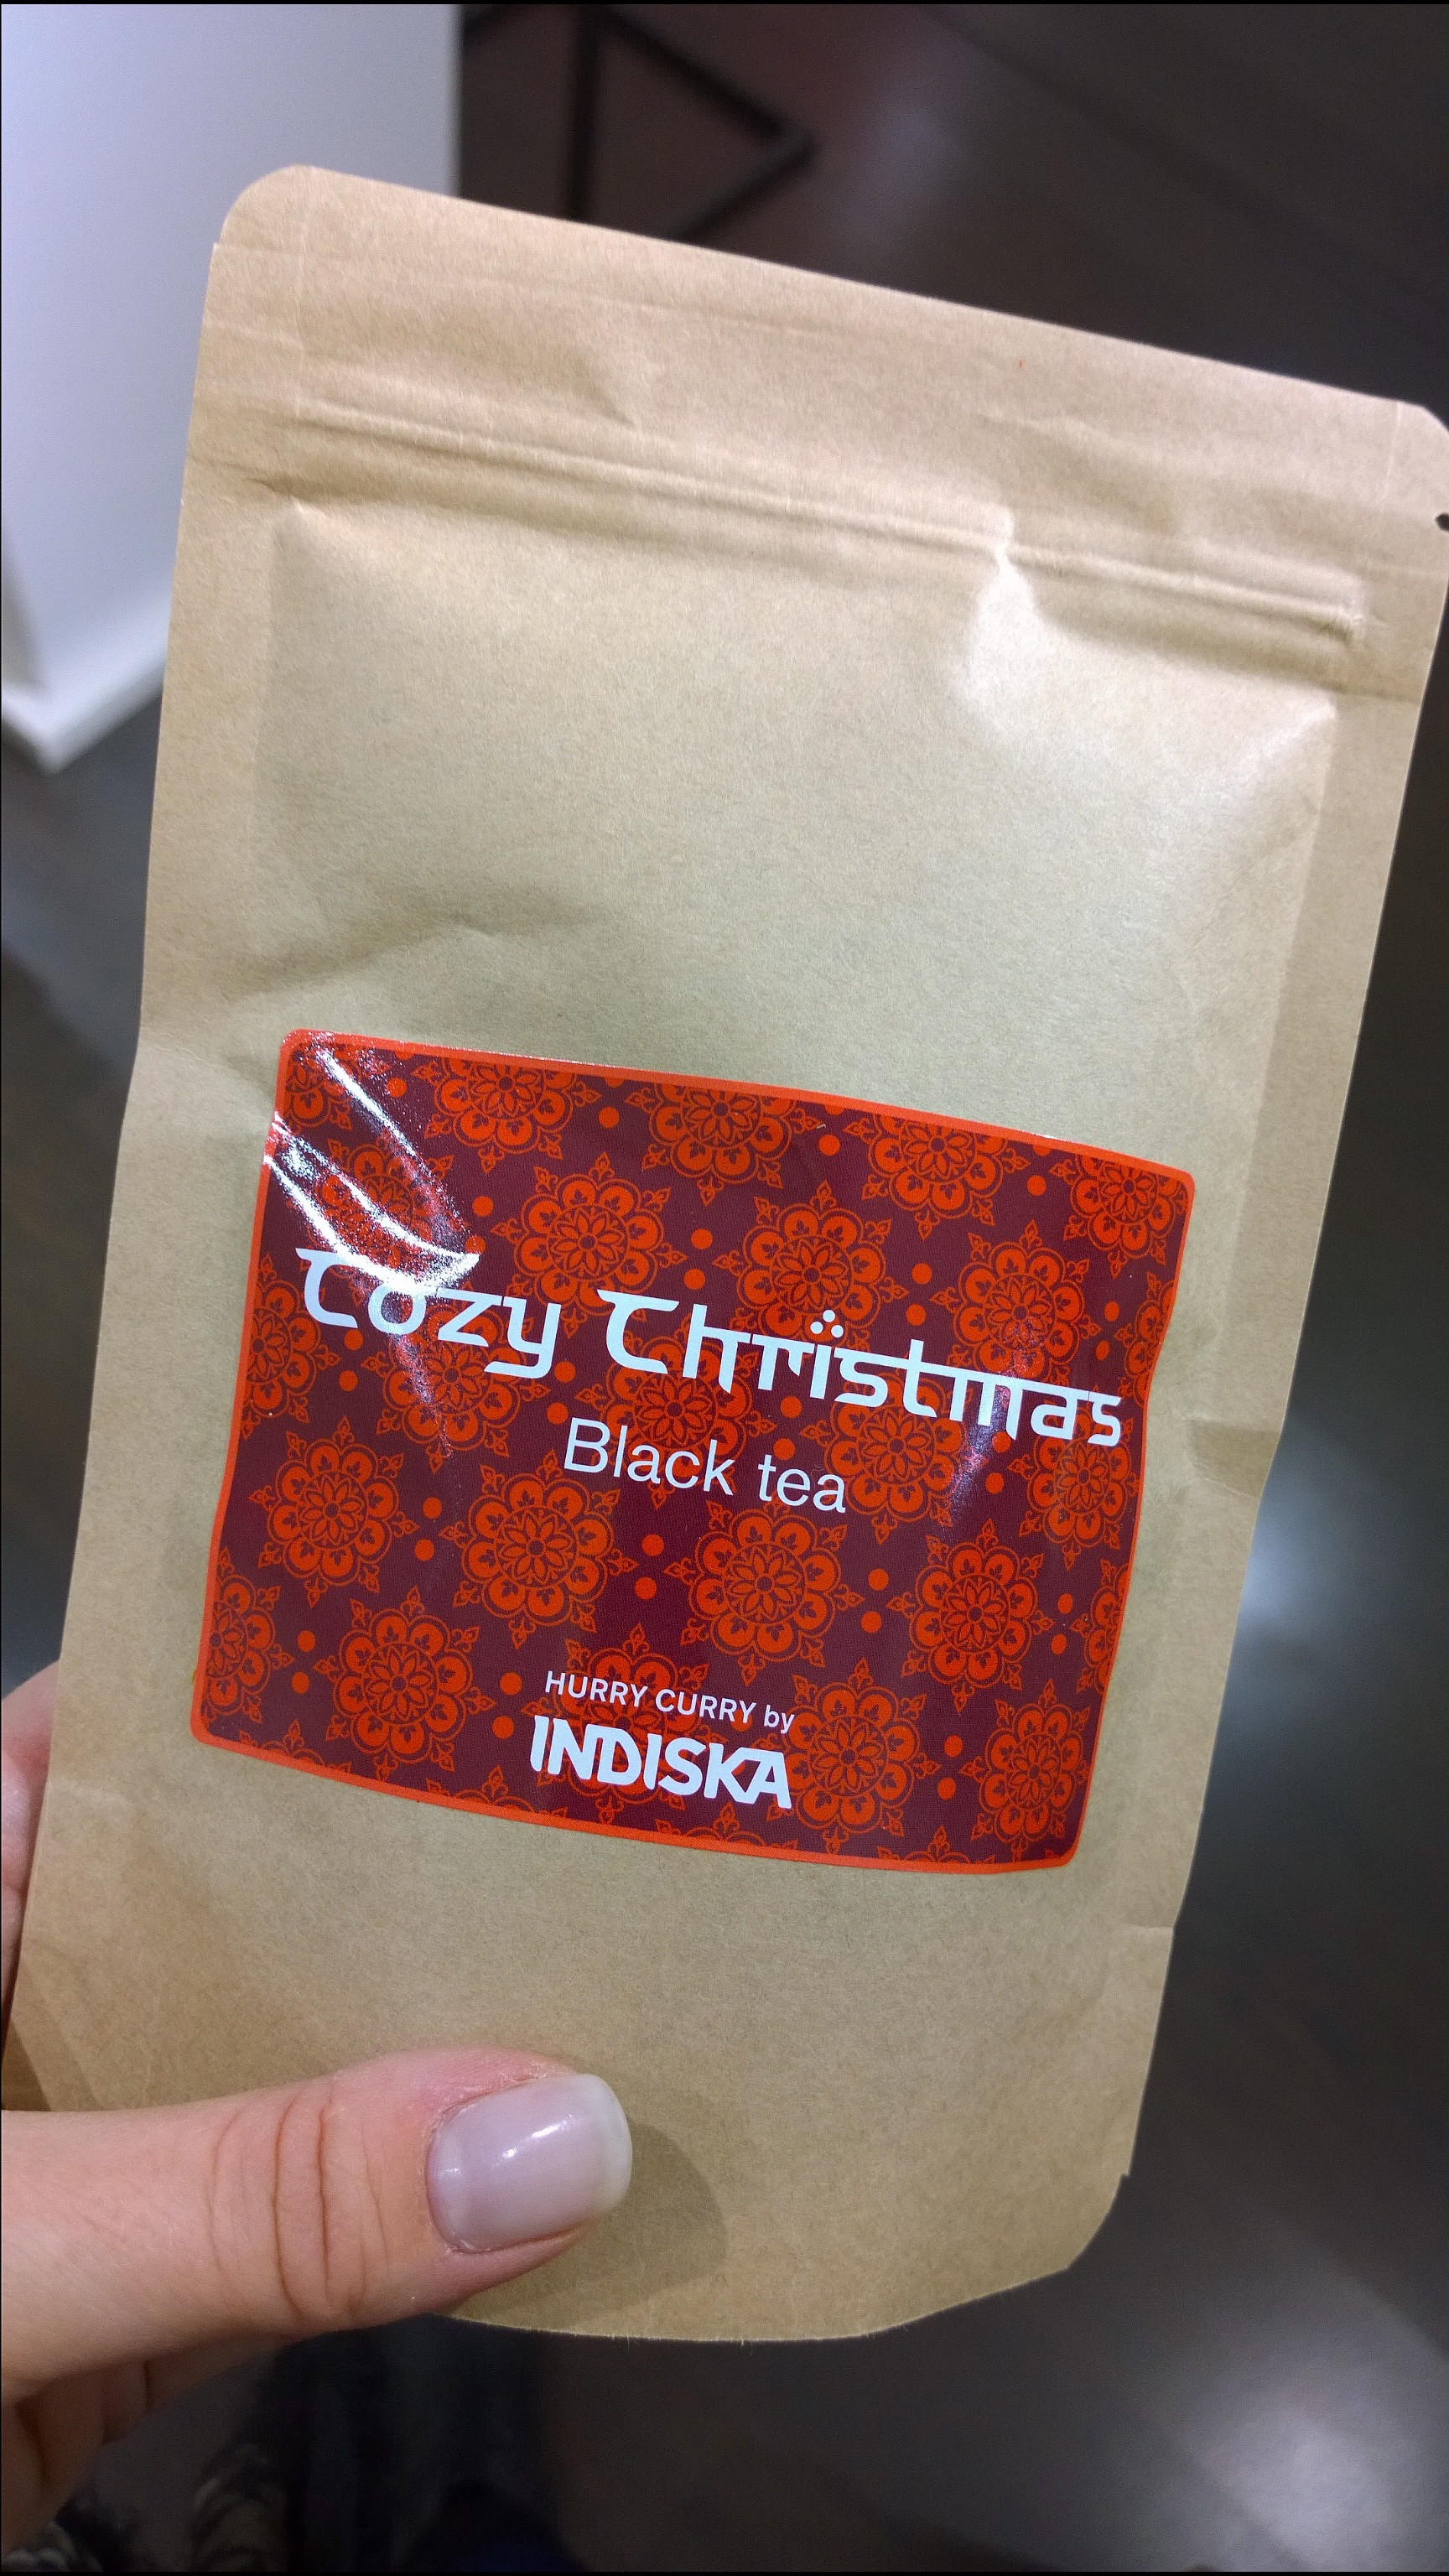 Cozy Christmas
Black tea
HURRY CURRY by
INDISKA